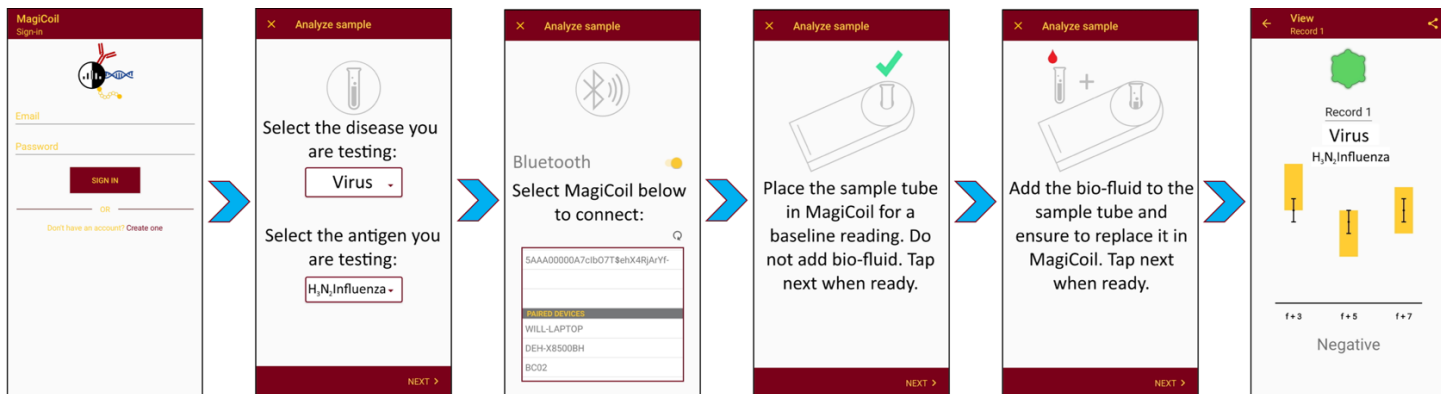 MagiCoil
Sign-in
Email
Password
SIGN IN
OR
Don't have an account? Create one
Analyze sample
Select the disease you
are testing:
Virus
Select the antigen you
are testing:
H₃N₂Influenza
NEXT >
Analyze sample
Bluetooth
Select MagiCoil below
to connect:
5AAA00000A7cIbO7T$ehX4RjArYf-
PAIRED DEVICES
WILL-LAPTOP
DEH-X8500BH
BC02
Analyze sample
Place the sample tube
in MagiCoil for a
baseline reading. Do
not add bio-fluid. Tap
next when ready.
NEXT >
Analyze sample
Add the bio-fluid to the
sample tube and
ensure to replace it in
MagiCoil. Tap next
when ready.
NEXT >
View
Record 1
Record 1
Virus
H₃N₂Influenza
f+3 f+5 f+7
Negative